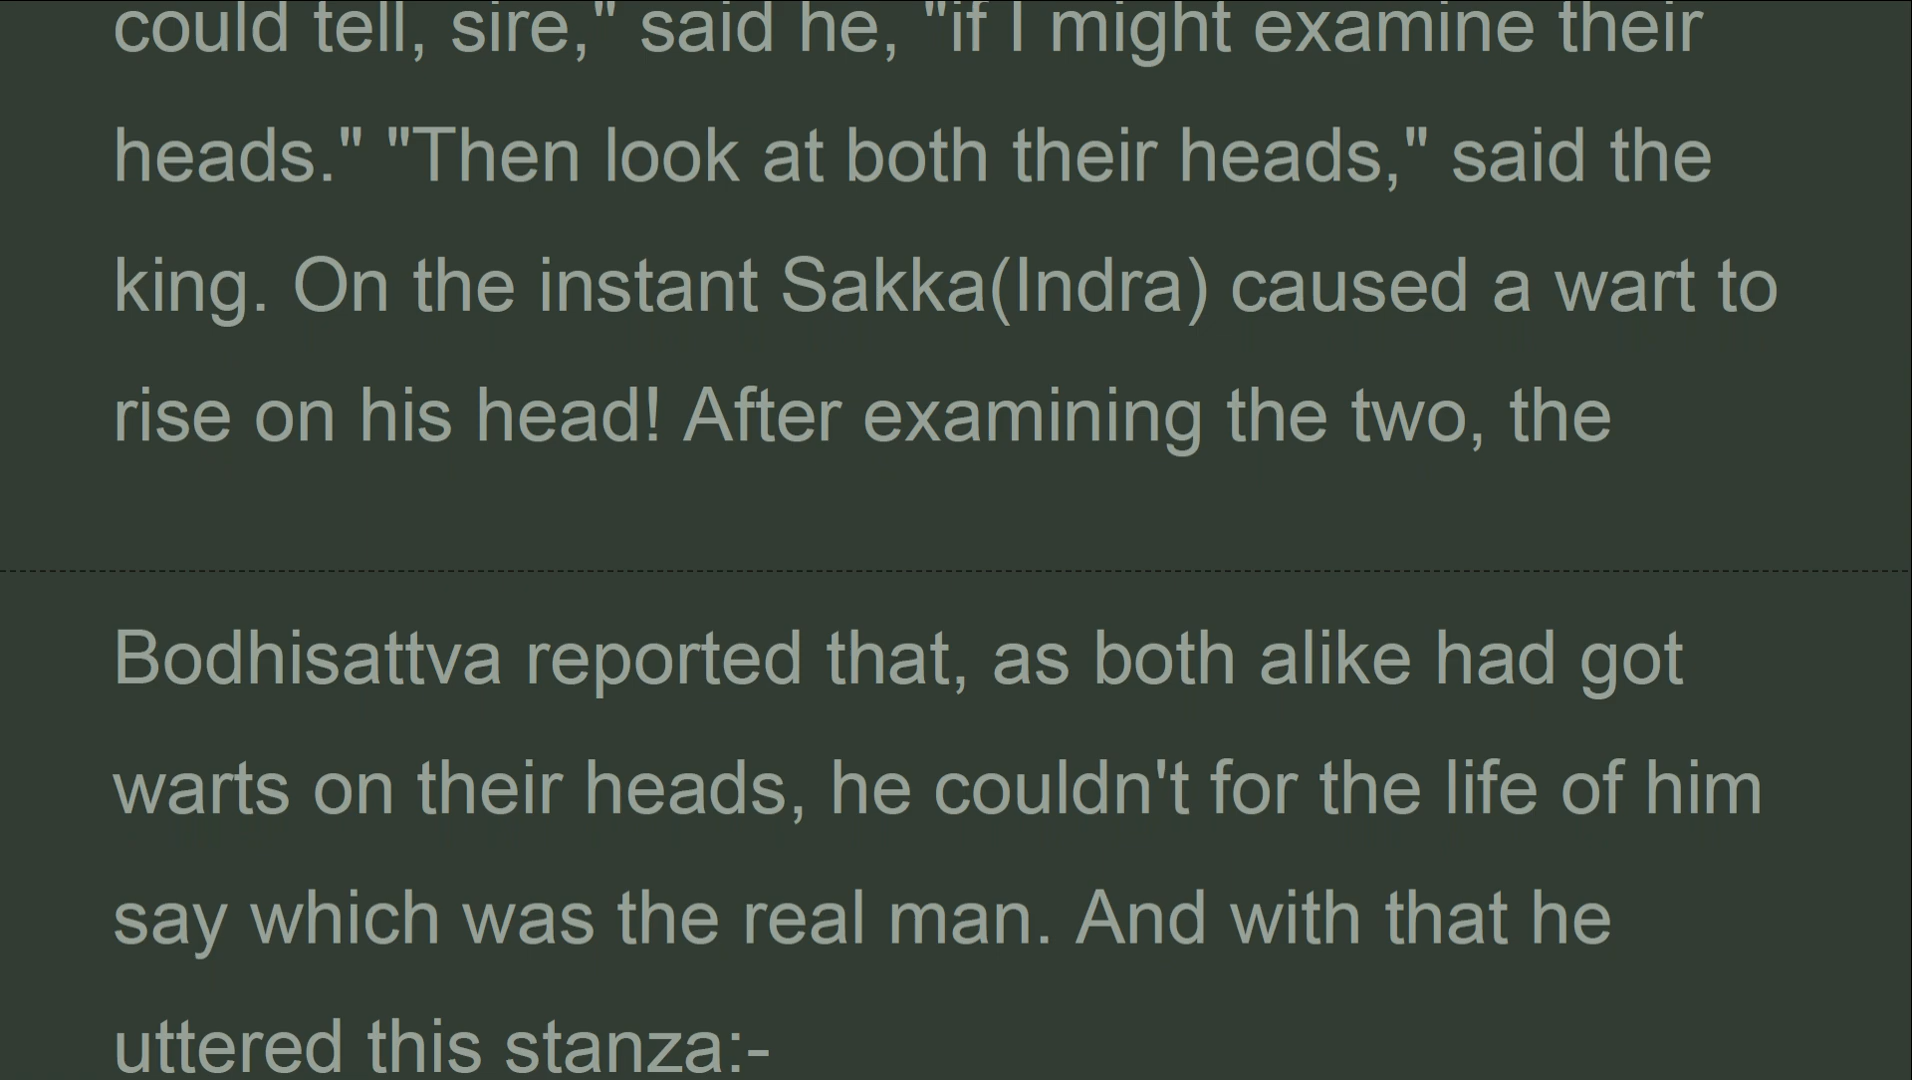 could tell, sire," said he, "if I might examine their
heads." "Then look at both their heads," said the
king. On the instant Sakka(Indra) caused a wart to
rise on his head! After examining the two, the
Bodhisattva reported that, as both alike had got
warts on their heads, he couldn't for the life of him
say which was the real man. And with that he
uttered this stanza:-